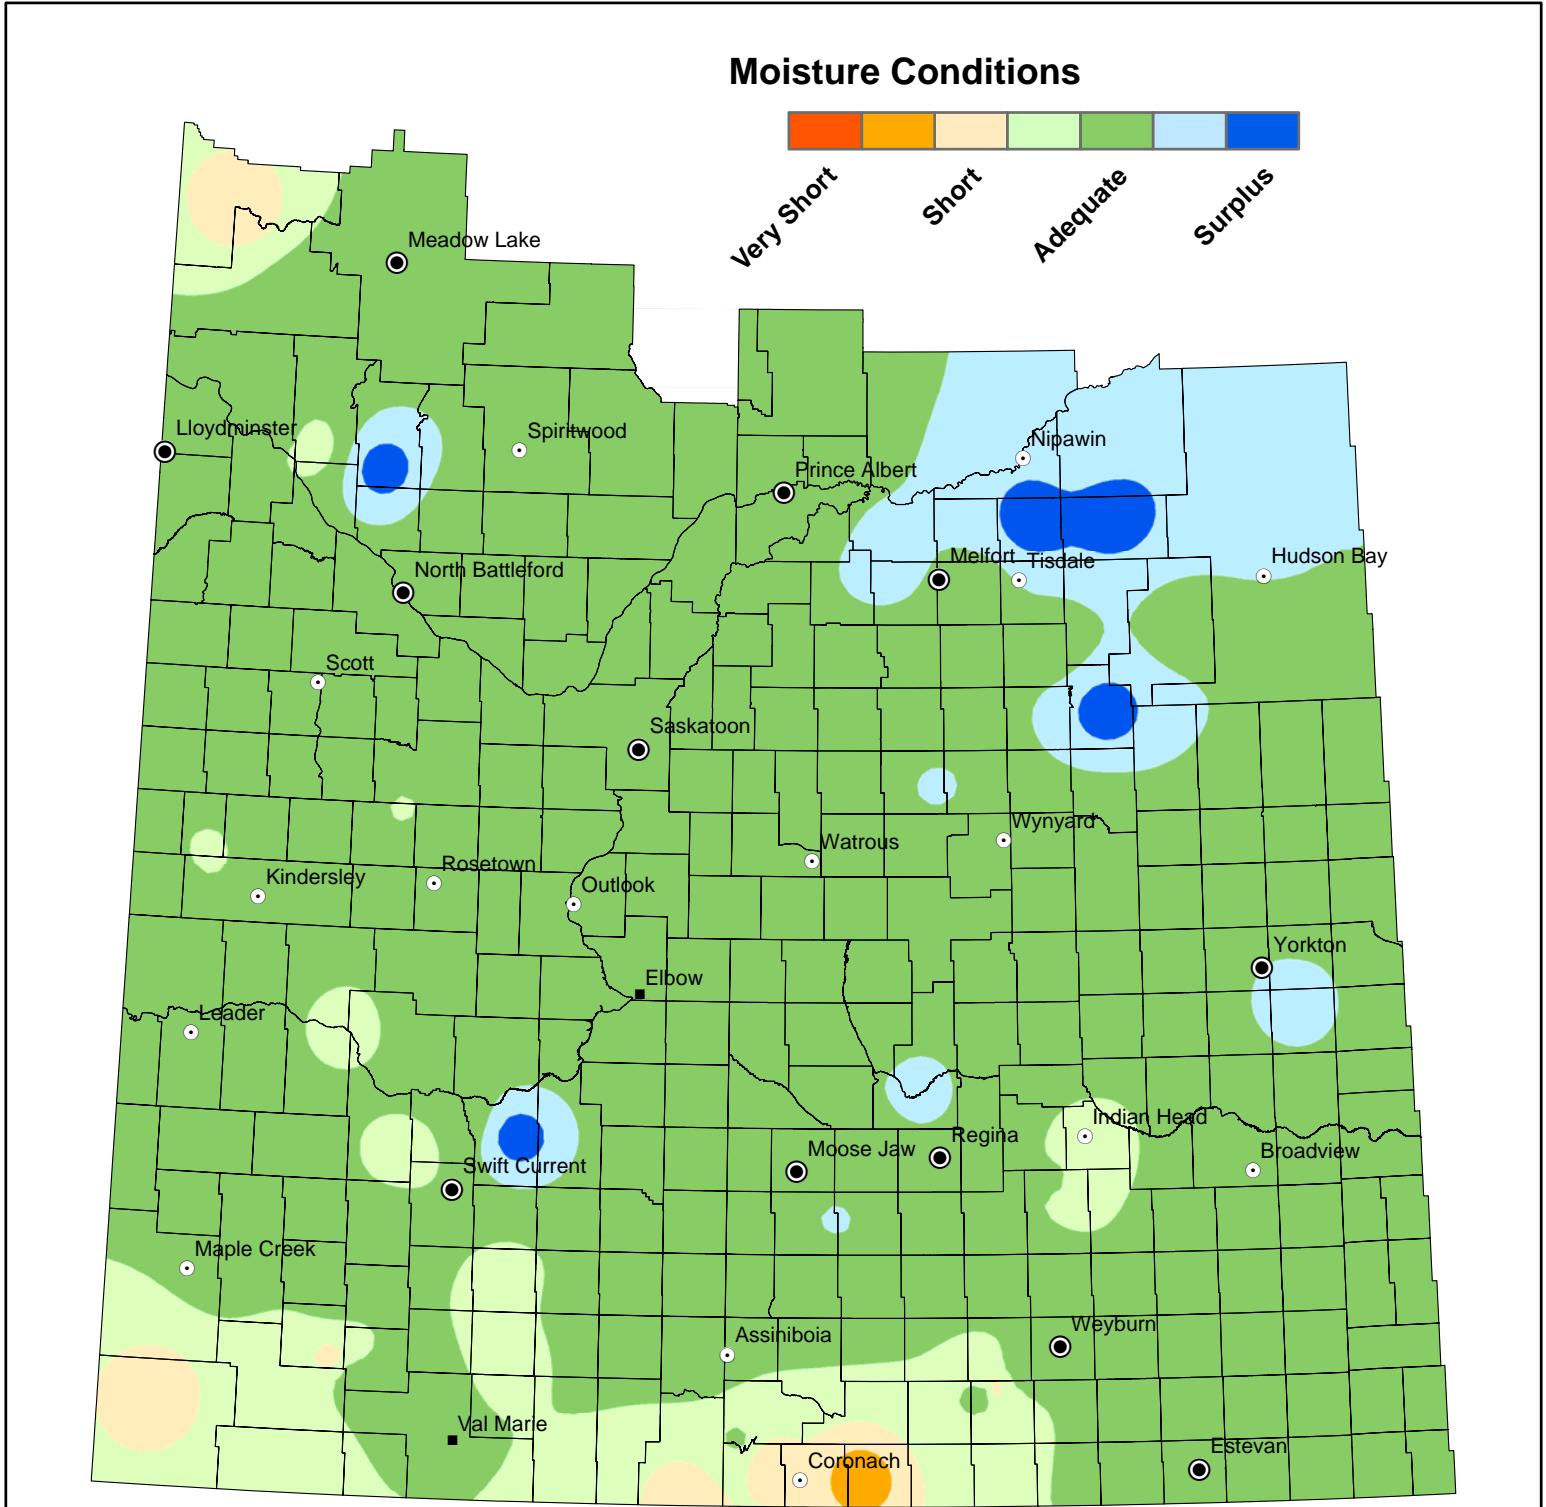 Moisture Conditions
Very Short
Short
Adequate
Surplus
Meadow Lake
Lloydminster
Spiritwood
Nipawin
Prince Albert
Melfort
Tisdale
Hudson Bay
North Battleford
Scott
Saskatoon
Wynyard
Watrous
Rosetown
Kindersley
Outlook
Yorkton
Elbow
Leader
Indian Head
Regina
Moose Jaw
Broadview
Swift Current
Maple Creek
Weyburn
Assiniboia
Val Marie
Estevan
Coronach